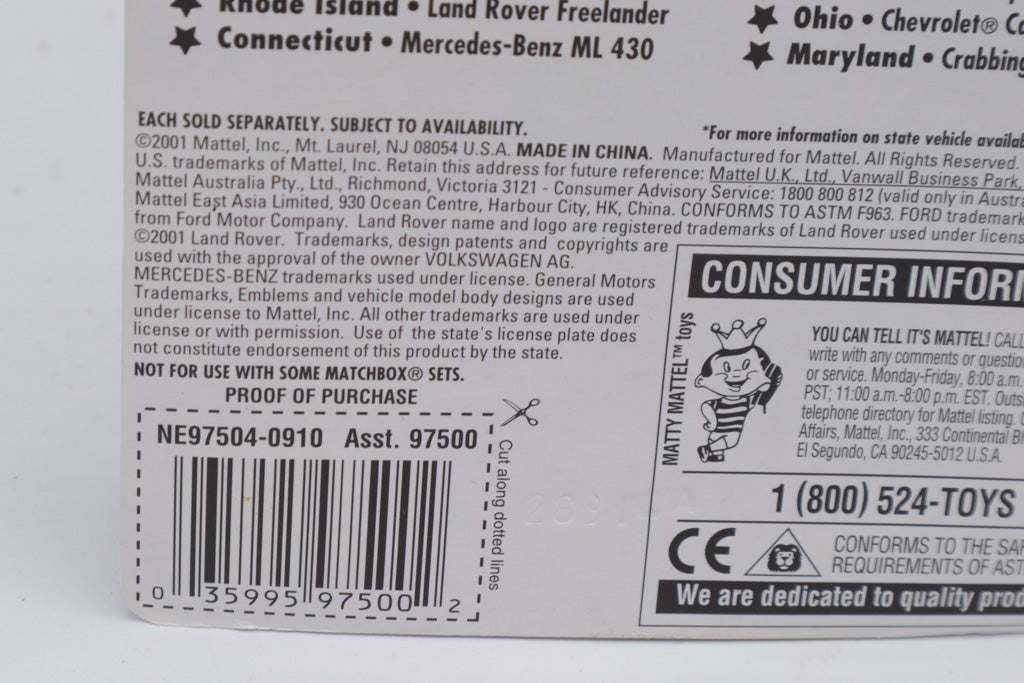 Rhode Island • Land Rover Freelander
★ Connecticut • Mercedes-Benz ML 430
★ Ohio • Chevrolet®
★ Maryland • Crabbing
EACH SOLD SEPARATELY. SUBJECT TO AVAILABILITY.
*For more information on state vehicle
©2001 Mattel, Inc., Mt. Laurel, NJ 08054 U.S.A. MADE IN CHINA. Manufactured for Mattel. All Rights Reserved.
U.S. trademarks of Mattel, Inc. Retain this address for future reference: Mattel U.K., Ltd., Vanwall Business Park,
Mattel Australia Pty., Ltd., Richmond, Victoria 3121 - Consumer Advisory Service: 1800 800 812 (valid only in
Mattel East Asia Limited, 930 Ocean Centre, Harbour City, HK, China. CONFORMS TO ASTM F963. FORD
from Ford Motor Company. Land Rover name and logo are registered trademarks of Land Rover used under
©2001 Land Rover. Trademarks, design patents and copyrights are
used with the approval of the owner VOLKSWAGEN AG.
MERCEDES-BENZ trademarks used under license. General Motors
Trademarks, Emblems and vehicle model body designs are used
under license to Mattel, Inc. All other trademarks are used under
license or with permission. Use of the state's license plate does
not constitute endorsement of this product by the state.
NOT FOR USE WITH SOME MATCHBOX® SETS.
PROOF OF PURCHASE
NE97504-0910 Asst. 97500
0 35995 97500 2
Cut along dotted lines
CONSUMER
MATTY MATTEL™ toys
YOU CAN TELL IT'S MATTEL!
write with any comments or
or service. Monday-Friday, 8:00 a.m.
PST; 11:00 a.m.-8:00 p.m. EST.
telephone directory for Mattel listing.
Affairs, Mattel, Inc., 333 Continental
El Segundo, CA 90245-5012 U.S.A.
1 (800) 524-TOYS
CE
CONFORMS TO THE
REQUIREMENTS OF
We are dedicated to quality